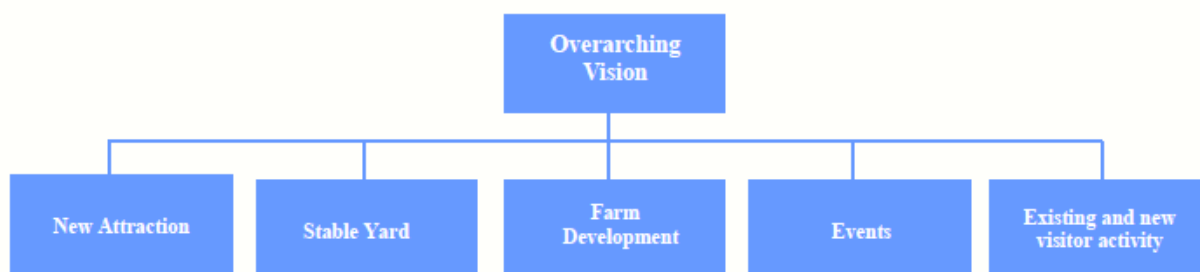 Overarching
Vision
New Attraction
Stable Yard
Farm
Development
Events
Existing and new
visitor activity